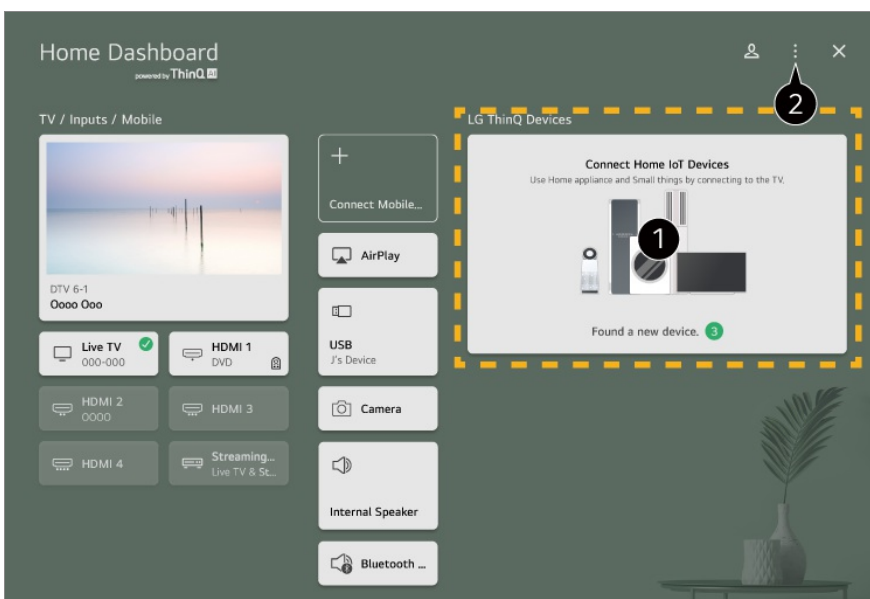 Home Dashboard
powered by ThinQ AI
2
TV / Inputs / Mobile
DTV 6-1
Oooo Ooo
Live TV
000-000
HDMI 1
DVD
HDMI 2
OOOO
HDMI 3
HDMI 4
Streaming...
Live TV & St...
Connect Mobile...
AirPlay
USB
J's Device
Camera
Internal Speaker
Bluetooth ...
LG ThinQ Devices
Connect Home IoT Devices
Use Home appliance and Small things by connecting to the TV.
1
Found a new device. 3